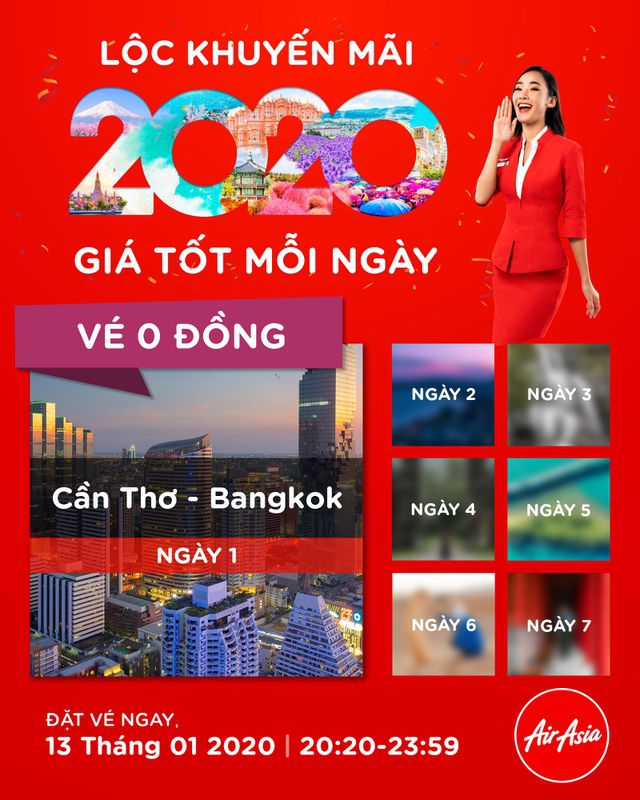 LỘC KHUYẾN MÃI
2020
GIÁ TỐT MỖI NGÀY
VÉ 0 ĐỒNG
Cần Thơ - Bangkok
NGÀY 1
NGÀY 2
NGÀY 3
NGÀY 4
NGÀY 5
NGÀY 6
NGÀY 7
ĐẶT VÉ NGAY,
13 Tháng 01 2020 | 20:20-23:59
AirAsia